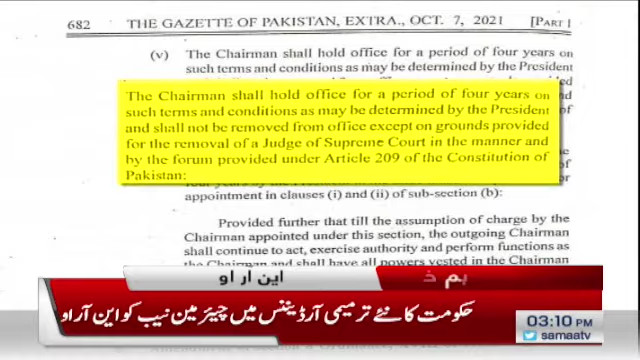 682 THE GAZETTE OF PAKISTAN, EXTRA., OCT. 7, 2021 [PART I
(v) The Chairman shall hold office for a period of four years on
such terms and conditions as may be determined by the President
The Chairman shall hold office for a period of four years on
such terms and conditions as may be determined by the President
and shall not be removed from office except on grounds provided
for the removal of a Judge of Supreme Court in the manner and
by the forum provided under Article 209 of the Constitution of
Pakistan:
appointment in clauses (i) and (ii) of sub-section (b):
Provided further that till the assumption of charge by the
Chairman appointed under this section, the outgoing Chairman
shall continue to act, exercise authority and perform functions as
the Chairman and shall have all powers vested in the Chairman
این آر او
حکومت کا نئے ترمیمی آرڈیننس میں چیئرمین نیب کو این آر او
03:10 PM
samaatv